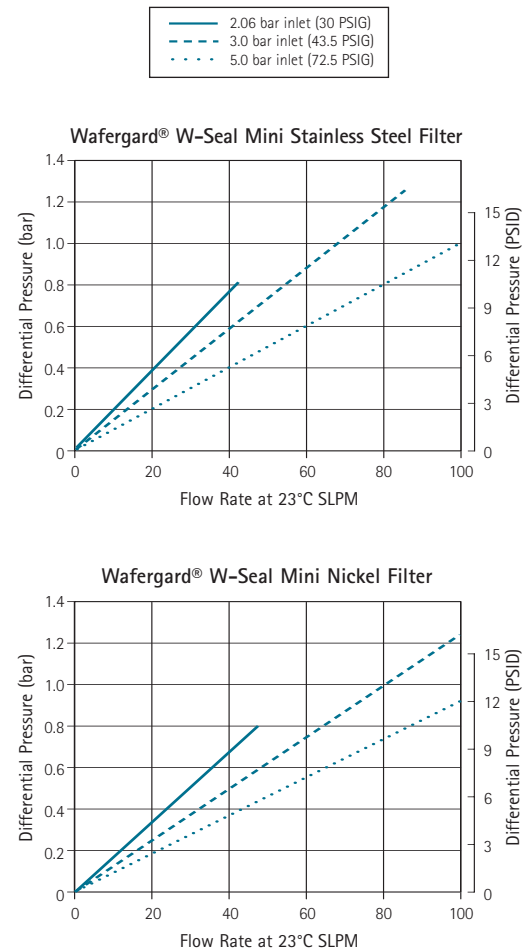 2.06 bar inlet (30 PSIG)
3.0 bar inlet (43.5 PSIG)
5.0 bar inlet (72.5 PSIG)
Wafergard® W-Seal Mini Stainless Steel Filter
Differential Pressure (bar)
1.4
1.2
1.0
0.8
0.6
0.4
0.2
0
0 20 40 60 80 100
Flow Rate at 23°C SLPM
15
12
9
6
3
0
Differential Pressure (PSID)
Wafergard® W-Seal Mini Nickel Filter
Differential Pressure (bar)
1.4
1.2
1.0
0.8
0.6
0.4
0.2
0
0 20 40 60 80 100
Flow Rate at 23°C SLPM
15
12
9
6
3
0
Differential Pressure (PSID)